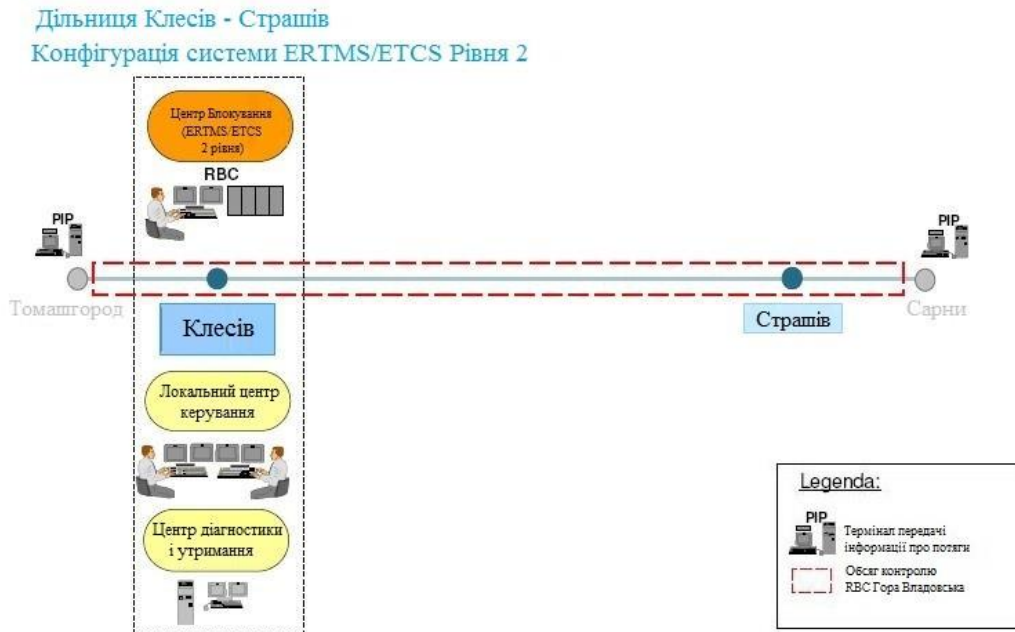 Дільниця Клесів - Страшів
Конфігурація системи ERTMS/ETCS Рівня 2
Центр Блокування
(ERTMS/ETCS
2 рівня)
RBC
PIP
PIP
Томашгород
Клесів
Страшів
Сарни
Локальний центр
керування
Центр діагностики
і утримання
Legenda:
PIP
Термінал передачі
інформації про потяги
Обсяг контролю
RBC Гора Владовська